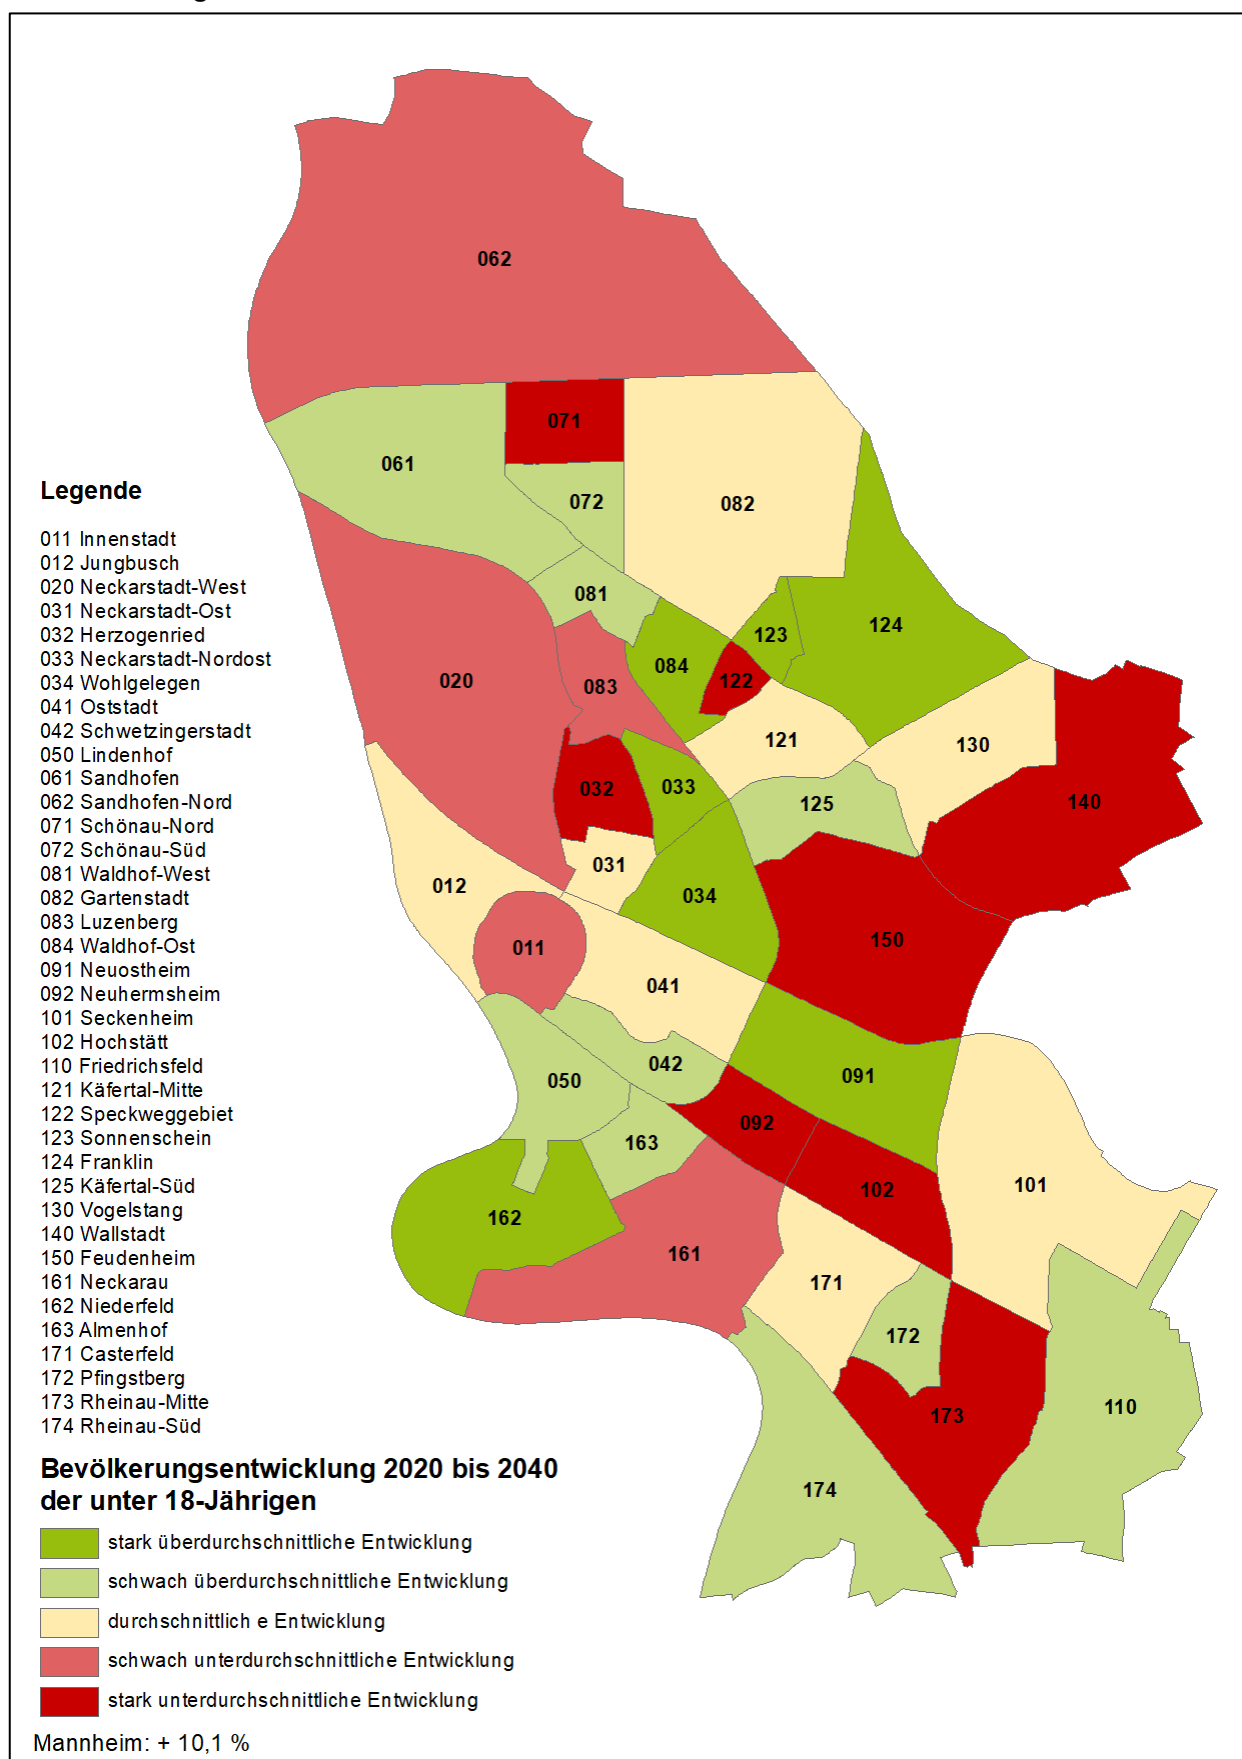 062
071
061
072
082
081
123
124
084
122
083
020
121
130
033
032
125
140
031
012
034
011
150
041
042
050
091
092
163
102
101
162
161
171
172
110
173
174
Legende
011 Innenstadt
012 Jungbusch
020 Neckarstadt-West
031 Neckarstadt-Ost
032 Herzogenried
033 Neckarstadt-Nordost
034 Wohlgelegen
041 Oststadt
042 Schwetzingerstadt
050 Lindenhof
061 Sandhofen
062 Sandhofen-Nord
071 Schönau-Nord
072 Schönau-Süd
081 Waldhof-West
082 Gartenstadt
083 Luzenberg
084 Waldhof-Ost
091 Neuostheim
092 Neuhermsheim
101 Seckenheim
102 Hochstätt
110 Friedrichsfeld
121 Käfertal-Mitte
122 Speckweggebiet
123 Sonnenschein
124 Franklin
125 Käfertal-Süd
130 Vogelstang
140 Wallstadt
150 Feudenheim
161 Neckarau
162 Niederfeld
163 Almenhof
171 Casterfeld
172 Pfingstberg
173 Rheinau-Mitte
174 Rheinau-Süd
Bevölkerungsentwicklung 2020 bis 2040
der unter 18-Jährigen
stark überdurchschnittliche Entwicklung
schwach überdurchschnittliche Entwicklung
durchschnittlich e Entwicklung
schwach unterdurchschnittliche Entwicklung
stark unterdurchschnittliche Entwicklung
Mannheim: + 10,1 %